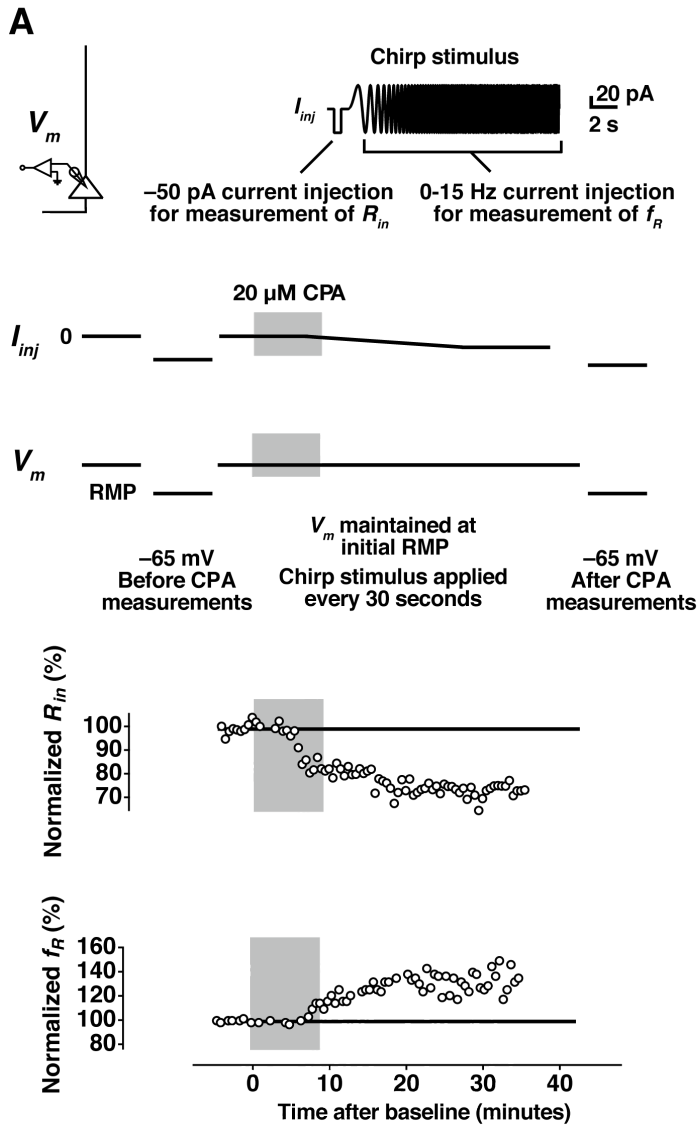 A
Chirp stimulus
V_m
I_inj
20 pA
2 s
–50 pA current injection
for measurement of R_in
0-15 Hz current injection
for measurement of f_R
20 µM CPA
I_inj
0
V_m
RMP
V_m maintained at
initial RMP
–65 mV
Before CPA
measurements
Chirp stimulus applied
every 30 seconds
–65 mV
After CPA
measurements
Normalized R_in (%)
100
90
80
70
Normalized f_R (%)
160
140
120
100
80
0 10 20 30 40
Time after baseline (minutes)